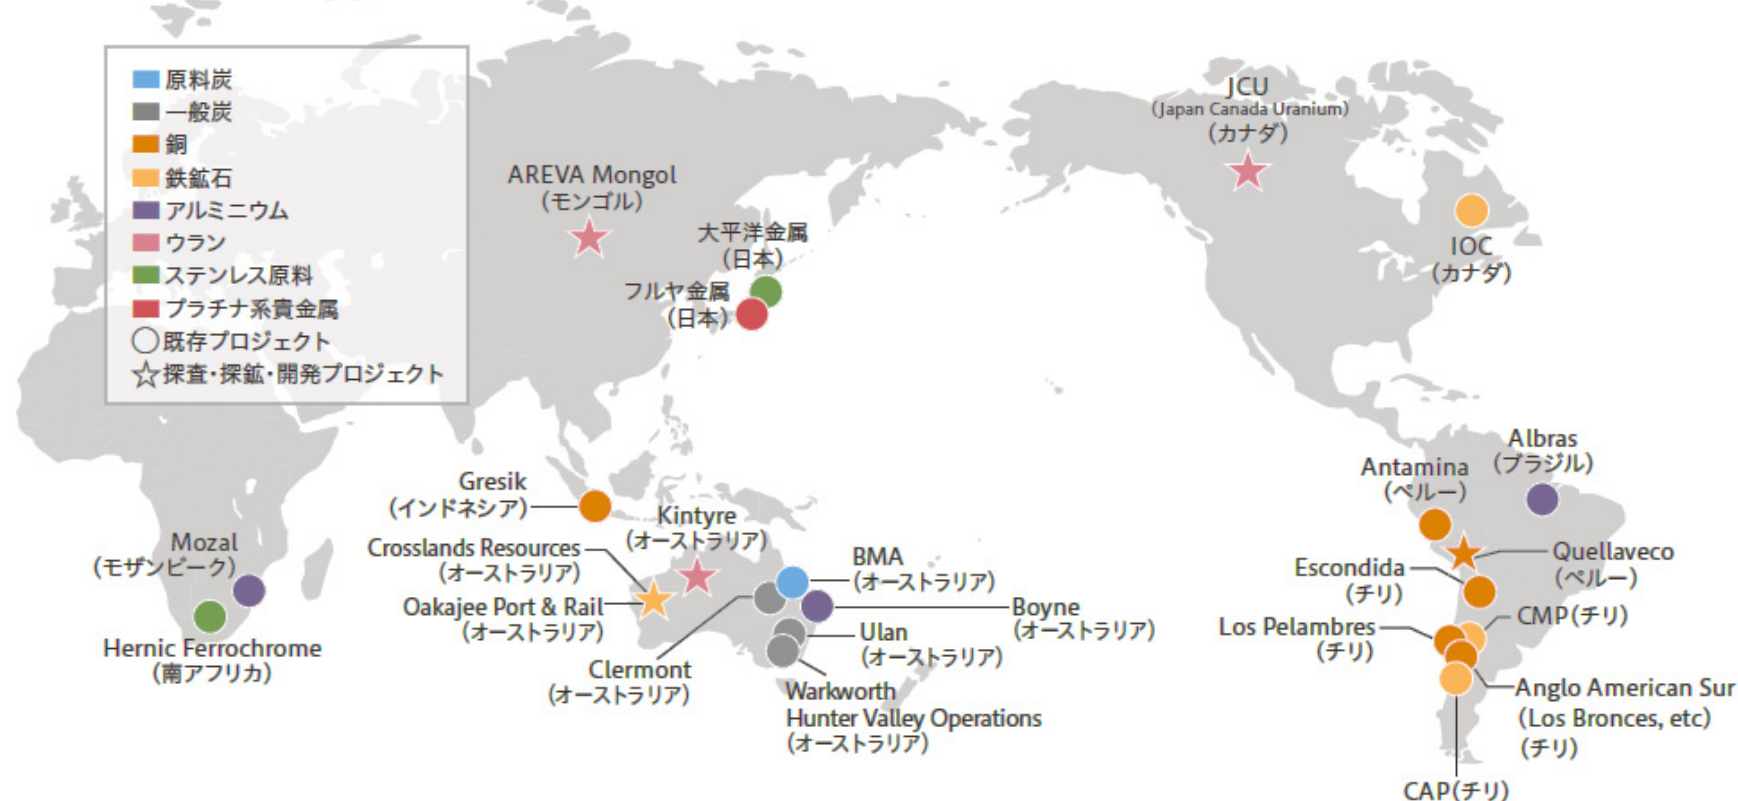 原料炭
一般炭
銅
鉄鉱石
アルミニウム
ウラン
ステンレス原料
プラチナ系貴金属
既存プロジェクト
探査・探鉱・開発プロジェクト
AREVA Mongol
（モンゴル）
大平洋金属
（日本）
フルヤ金属
（日本）
JCU
（Japan Canada Uranium）
（カナダ）
IOC
（カナダ）
Mozal
（モザンビーク）
Hernic Ferrochrome
（南アフリカ）
Gresik
（インドネシア）
Kintyre
（オーストラリア）
Crosslands Resources
（オーストラリア）
Oakajee Port & Rail
（オーストラリア）
Clermont
（オーストラリア）
BMA
（オーストラリア）
Boyne
（オーストラリア）
Ulan
（オーストラリア）
Warkworth
Hunter Valley Operations
（オーストラリア）
Albras
（ブラジル）
Antamina
（ペルー）
Quellaveco
（ペルー）
Escondida
（チリ）
CMP（チリ）
Los Pelambres
（チリ）
Anglo American Sur
（Los Bronces, etc）
（チリ）
CAP（チリ）